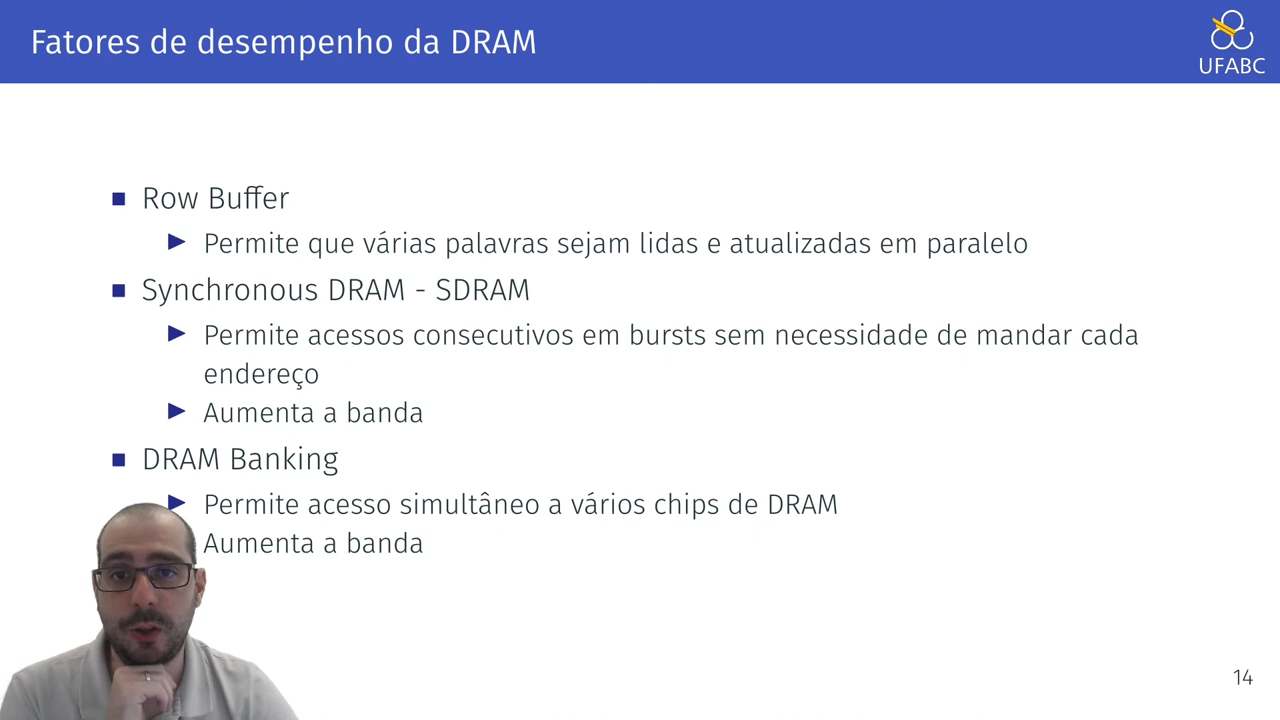 Fatores de desempenho da DRAM
UFABC
Row Buffer
Permite que várias palavras sejam lidas e atualizadas em paralelo
Synchronous DRAM - SDRAM
Permite acessos consecutivos em bursts sem necessidade de mandar cada
endereço
Aumenta a banda
DRAM Banking
Permite acesso simultâneo a vários chips de DRAM
Aumenta a banda
14